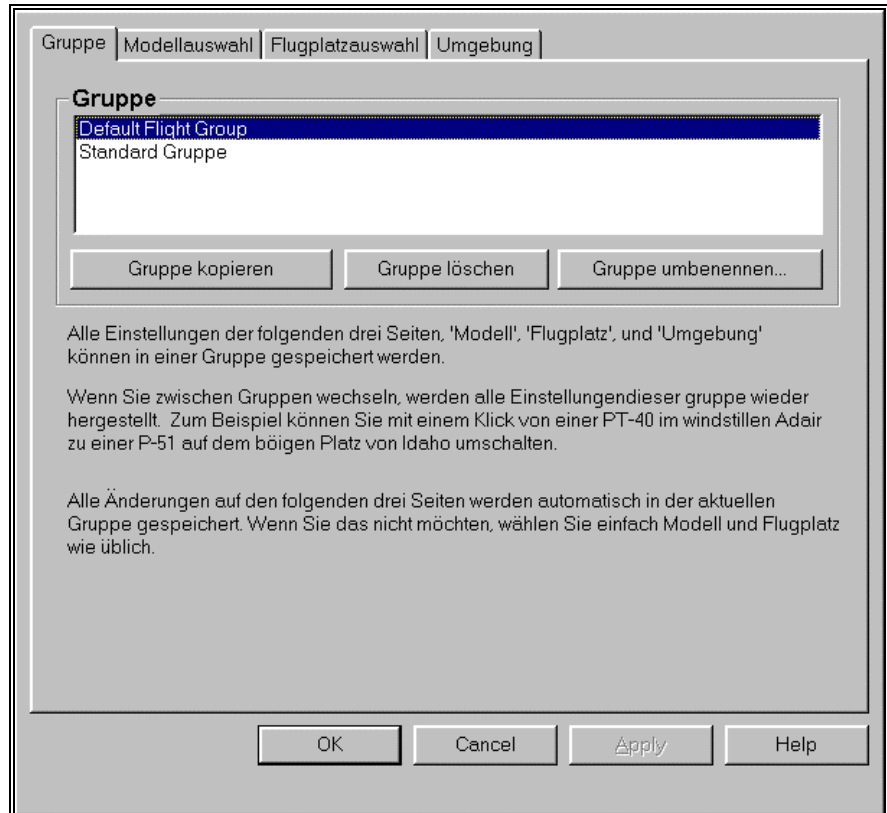 Gruppe Modellauswahl Flugplatzauswahl Umgebung
Gruppe
Default Flight Group
Standard Gruppe
Gruppe kopieren Gruppe löschen Gruppe umbenennen...
Alle Einstellungen der folgenden drei Seiten, 'Modell', 'Flugplatz', und 'Umgebung'
können in einer Gruppe gespeichert werden.
Wenn Sie zwischen Gruppen wechseln, werden alle Einstellungendieser gruppe wieder
hergestellt. Zum Beispiel können Sie mit einem Klick von einer PT-40 im windstillen Adair
zu einer P-51 auf dem böigen Platz von Idaho umschalten.
Alle Änderungen auf den folgenden drei Seiten werden automatisch in der aktuellen
Gruppe gespeichert. Wenn Sie das nicht möchten, wählen Sie einfach Modell und Flugplatz
wie üblich.
OK Cancel Apply Help